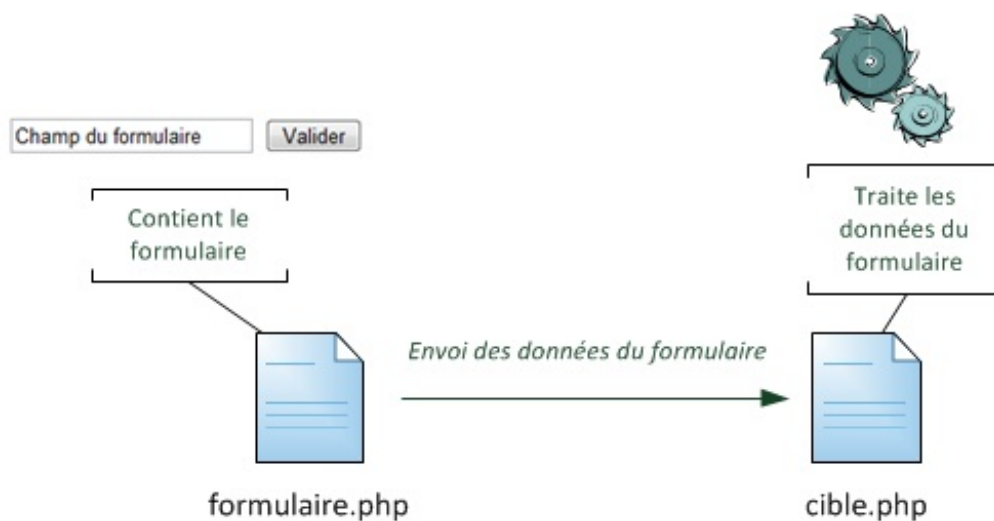 Champ du formulaire
Valider
Contient le
formulaire
Traite les
données du
formulaire
Envoi des données du formulaire
formulaire.php
cible.php